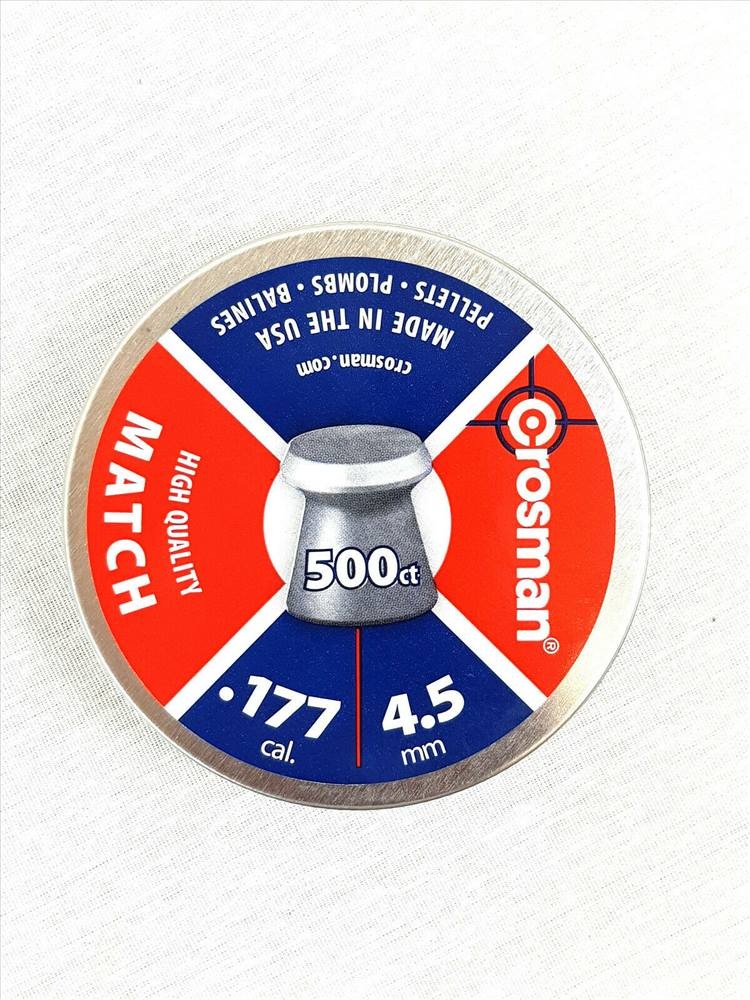 PELLETS • PLOMBS • BALINES
MADE IN THE USA
crosman.com
crosman®
HIGH QUALITY
MATCH
500ct
.177
cal.
4.5
mm